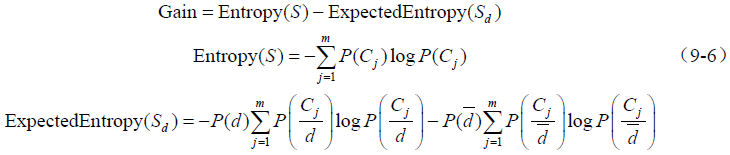 Gain = Entropy(S) − ExpectedEntropy(S_d)
Entropy(S) = −∑_{j=1}^{m} P(C_j) log P(C_j) （9-6）
ExpectedEntropy(S_d) = −P(d)∑_{j=1}^{m} P(C_j/d) log P(C_j/d) − P(d̅)∑_{j=1}^{m} P(C_j/d̅) log P(C_j/d̅)